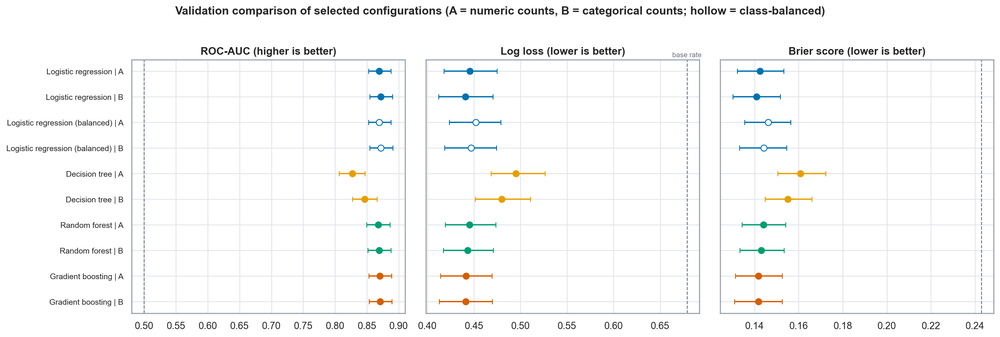 Validation comparison of selected configurations (A = numeric counts, B = categorical counts; hollow = class-balanced)
ROC-AUC (higher is better)
Log loss (lower is better)
Brier score (lower is better)
base rate
Logistic regression | A
Logistic regression | B
Logistic regression (balanced) | A
Logistic regression (balanced) | B
Decision tree | A
Decision tree | B
Random forest | A
Random forest | B
Gradient boosting | A
Gradient boosting | B
0.50 0.55 0.60 0.65 0.70 0.75 0.80 0.85 0.90
0.40 0.45 0.50 0.55 0.60 0.65
0.14 0.16 0.18 0.20 0.22 0.24